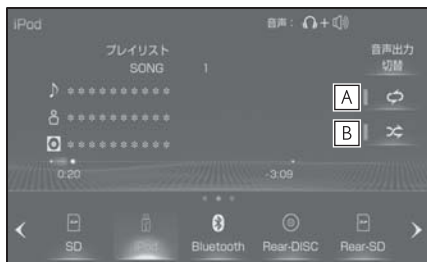 iPod
音声：
プレイリスト
SONG 1
音声出力
切替
**********
A
**********
B
**********
0:20 -3:09
SD iPod Bluetooth Rear-DISC Rear-SD